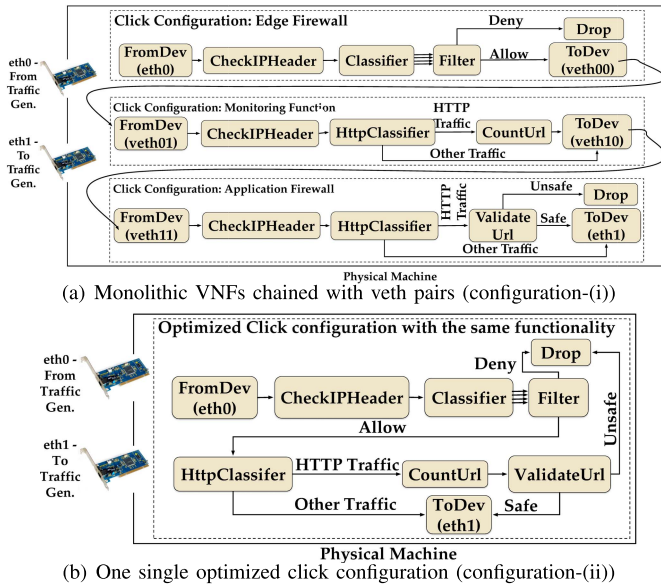 Click Configuration: Edge Firewall
eth0 -
From
Traffic
Gen.
FromDev
(eth0)
CheckIPHeader
Classifier
Filter
Deny
Allow
Drop
ToDev
(veth00)
eth1 -
To
Traffic
Gen.
Click Configuration: Monitoring Function
FromDev
(veth01)
CheckIPHeader
HttpClassifier
HTTP
Traffic
CountUrl
ToDev
(veth10)
Other Traffic
Click Configuration: Application Firewall
FromDev
(veth11)
CheckIPHeader
HttpClassifier
HTTP
Traffic
Validate
Url
Unsafe
Safe
Drop
ToDev
(eth1)
Other Traffic
Physical Machine
(a) Monolithic VNFs chained with veth pairs (configuration-(i))
Optimized Click configuration with the same functionality
eth0 -
From
Traffic
Gen.
FromDev
(eth0)
CheckIPHeader
Classifier
Filter
Deny
Drop
Allow
Unsafe
eth1 -
To
Traffic
Gen.
HttpClassifer
HTTP Traffic
CountUrl
ValidateUrl
Other Traffic
ToDev
(eth1)
Safe
Physical Machine
(b) One single optimized click configuration (configuration-(ii))